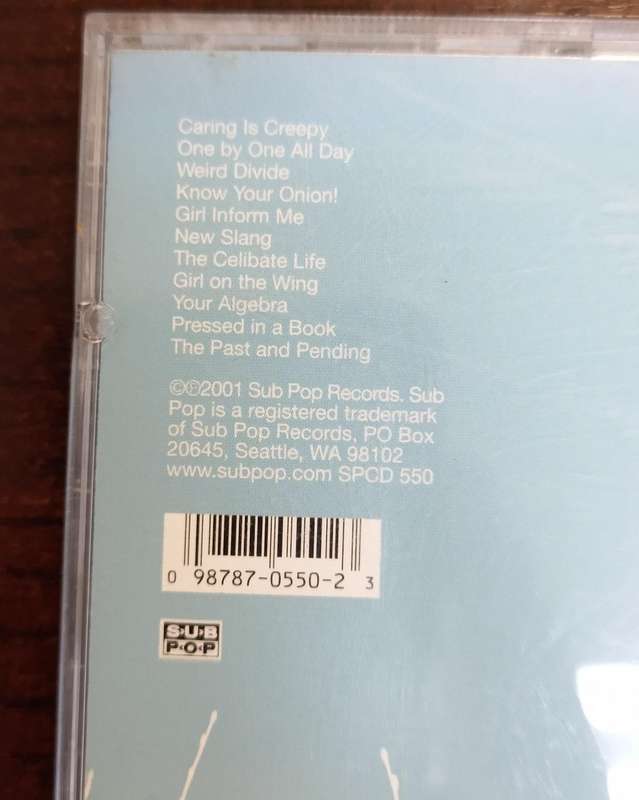 Caring Is Creepy
One by One All Day
Weird Divide
Know Your Onion!
Girl Inform Me
New Slang
The Celibate Life
Girl on the Wing
Your Algebra
Pressed in a Book
The Past and Pending
©℗2001 Sub Pop Records. Sub
Pop is a registered trademark
of Sub Pop Records, PO Box
20645, Seattle, WA 98102
www.subpop.com SPCD 550
0 98787-0550-2 3
SUB
POP